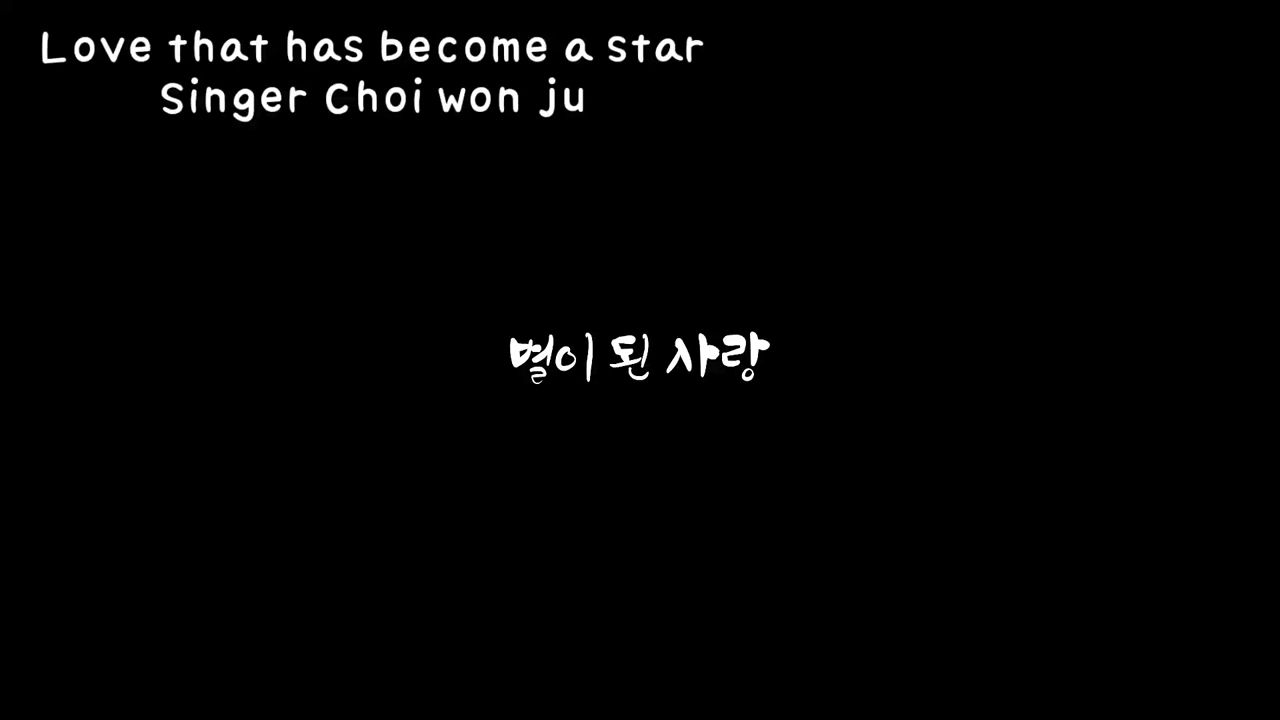 Love that has become a star
Singer Choi won ju
별이 된 사랑